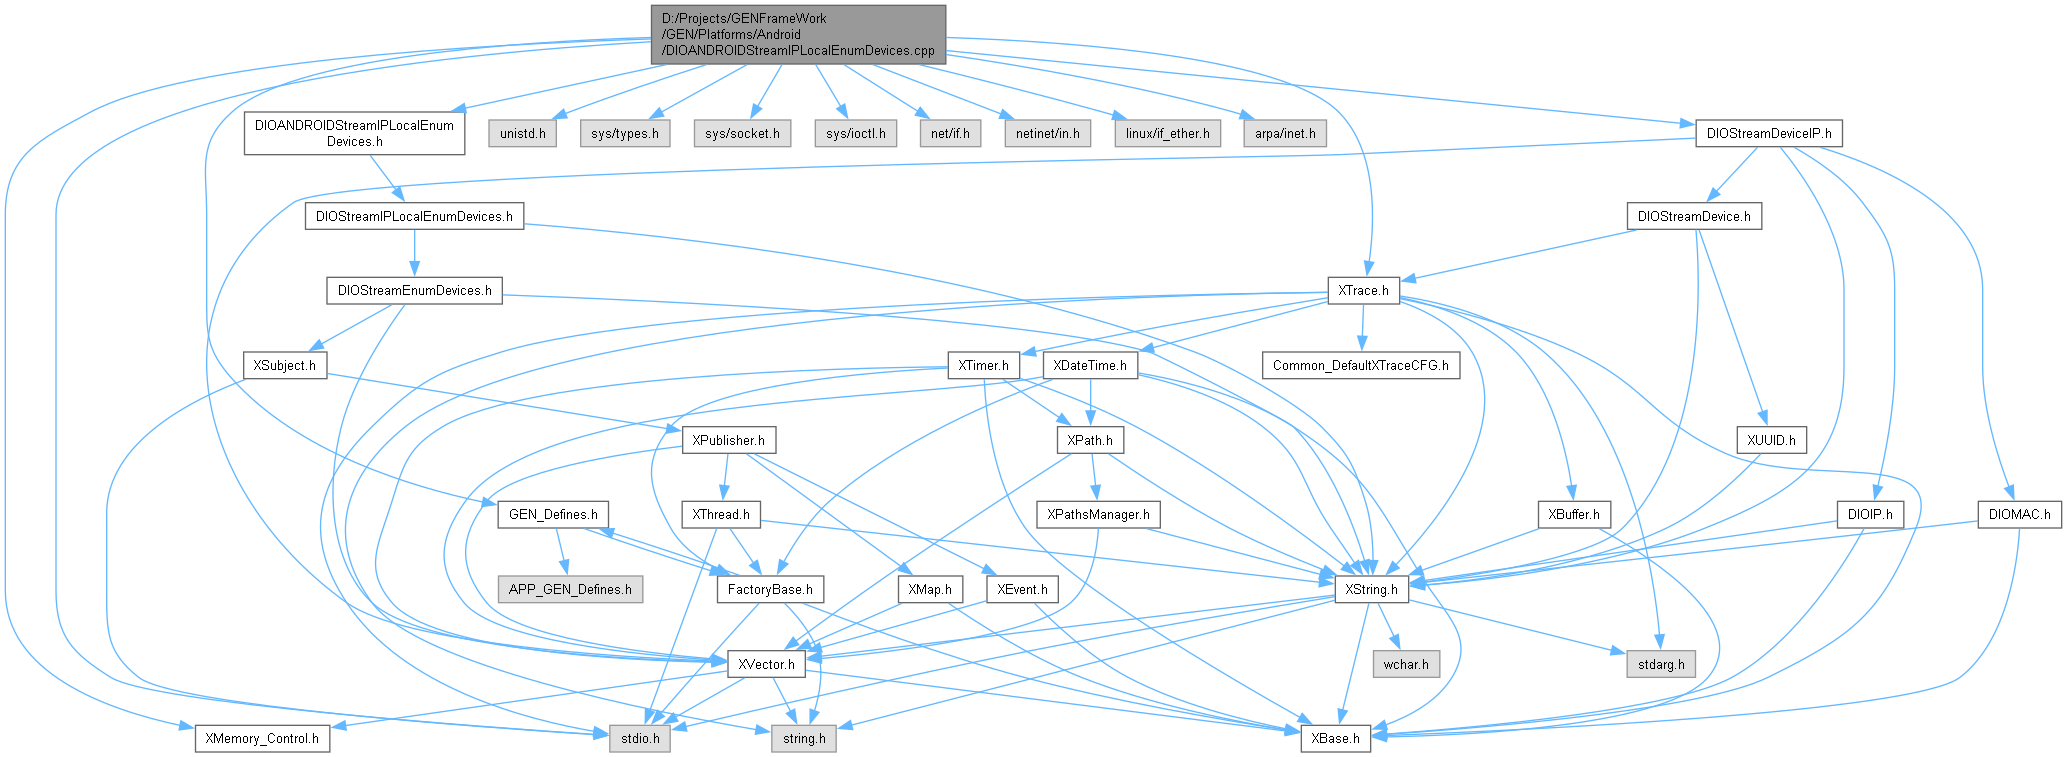 D:/Projects/GENFrameWork
/GEN/Platforms/Android
/DIOANDROIDStreamIPLocalEnumDevices.cpp
DIOANDROIDStreamIPLocalEnum
Devices.h
unistd.h
sys/types.h
sys/socket.h
sys/ioctl.h
net/if.h
netinet/in.h
linux/if_ether.h
arpa/inet.h
DIOStreamDeviceIP.h
DIOStreamIPLocalEnumDevices.h
DIOStreamDevice.h
DIOStreamEnumDevices.h
XTrace.h
XSubject.h
XTimer.h
XDateTime.h
Common_DefaultXTraceCFG.h
XPublisher.h
XPath.h
XUUID.h
GEN_Defines.h
XThread.h
XPathsManager.h
XBuffer.h
DIOIP.h
DIOMAC.h
APP_GEN_Defines.h
FactoryBase.h
XMap.h
XEvent.h
XString.h
XVector.h
wchar.h
stdarg.h
XMemory_Control.h
stdio.h
string.h
XBase.h